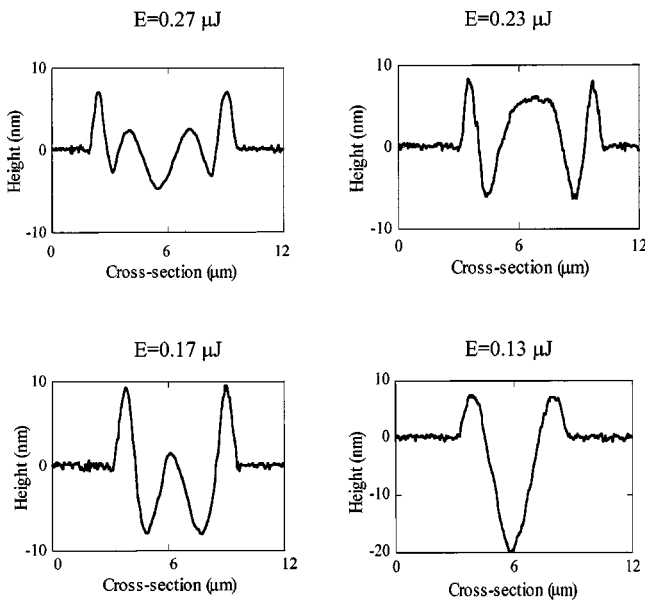 E=0.27 μJ
10
0
-10
Height (nm)
0 6 12
Cross-section (μm)
E=0.23 μJ
10
0
-10
Height (nm)
0 6 12
Cross-section (μm)
E=0.17 μJ
10
0
-10
Height (nm)
0 6 12
Cross-section (μm)
E=0.13 μJ
10
0
-10
-20
Height (nm)
0 6 12
Cross-section (μm)